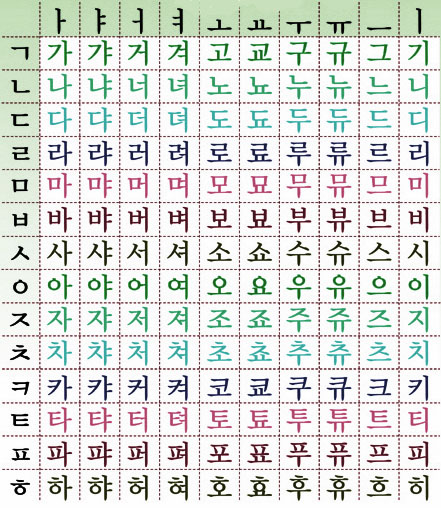 ㅏ ㅑ ㅓ ㅕ ㅗ ㅛ ㅜ ㅠ ㅡ ㅣ
ㄱ 가 갸 거 겨 고 교 구 규 그 기
ㄴ 나 냐 너 녀 노 뇨 누 뉴 느 니
ㄷ 다 댜 더 뎌 도 됴 두 듀 드 디
ㄹ 라 랴 러 려 로 료 루 류 르 리
ㅁ 마 먀 머 며 모 묘 무 뮤 므 미
ㅂ 바 뱌 버 벼 보 뵤 부 뷰 브 비
ㅅ 사 샤 서 셔 소 쇼 수 슈 스 시
ㅇ 아 야 어 여 오 요 우 유 으 이
ㅈ 자 쟈 저 져 조 죠 주 쥬 즈 지
ㅊ 차 챠 처 쳐 초 쵸 추 츄 츠 치
ㅋ 카 캬 커 켜 코 쿄 쿠 큐 크 키
ㅌ 타 탸 터 텨 토 툐 투 튜 트 터
ㅍ 파 퍄 퍼 펴 포 표 푸 퓨 프 피
ㅎ 하 햐 허 혀 호 효 후 휴 흐 히